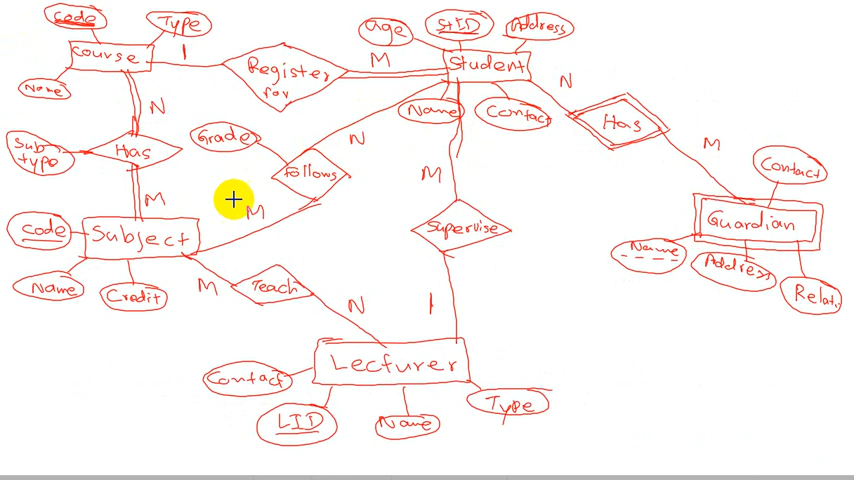 code
Type
Course
Name
1
Register
for
M
Age
StID
Address
Student
Name
Contact
N
Has
M
Contact
Guardian
Name
Address
Relati
N
Sub type
Has
M
Grade
N
follows
M
code
Subject
Name
Credit
M
Teach
N
M
Supervise
1
Lecturer
Contact
LID
Name
Type